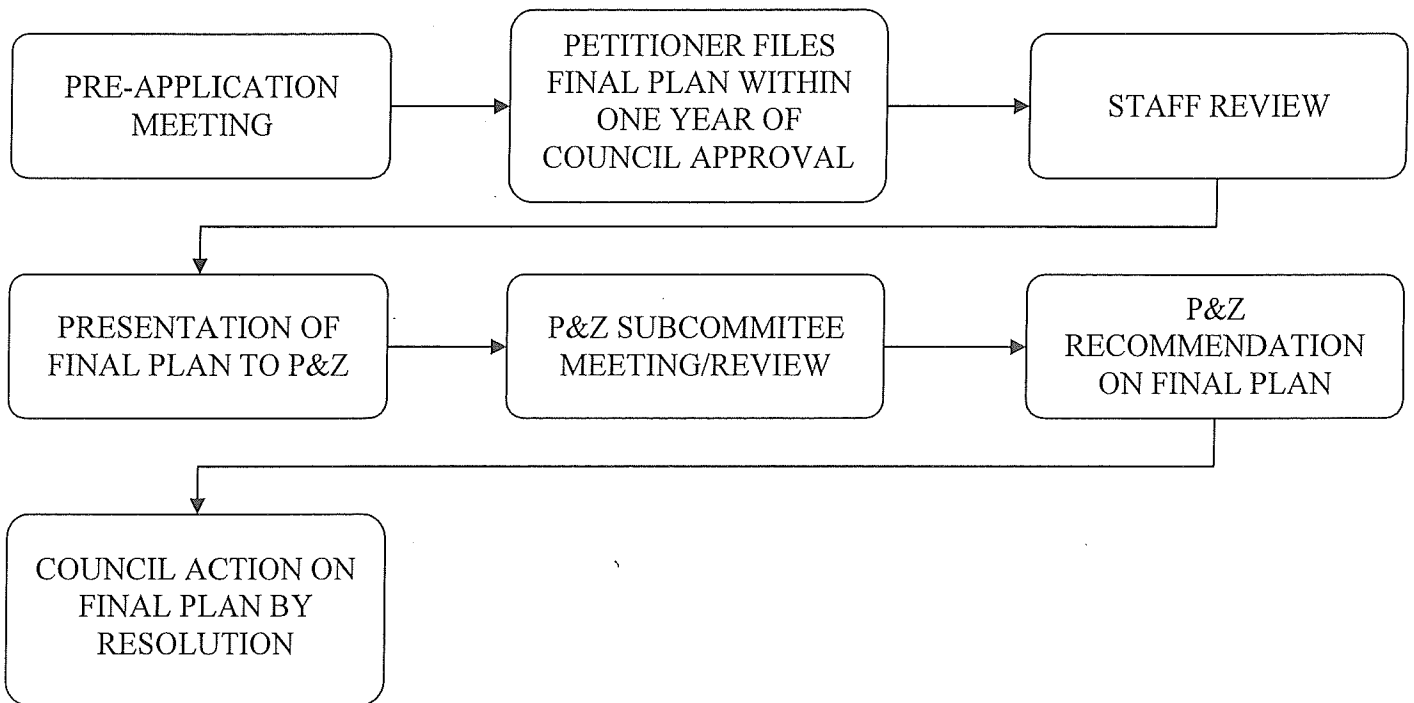 PRE-APPLICATION
MEETING
PETITIONER FILES
FINAL PLAN WITHIN
ONE YEAR OF
COUNCIL APPROVAL
STAFF REVIEW
PRESENTATION OF
FINAL PLAN TO P&Z
P&Z SUBCOMMITEE
MEETING/REVIEW
P&Z
RECOMMENDATION
ON FINAL PLAN
COUNCIL ACTION ON
FINAL PLAN BY
RESOLUTION